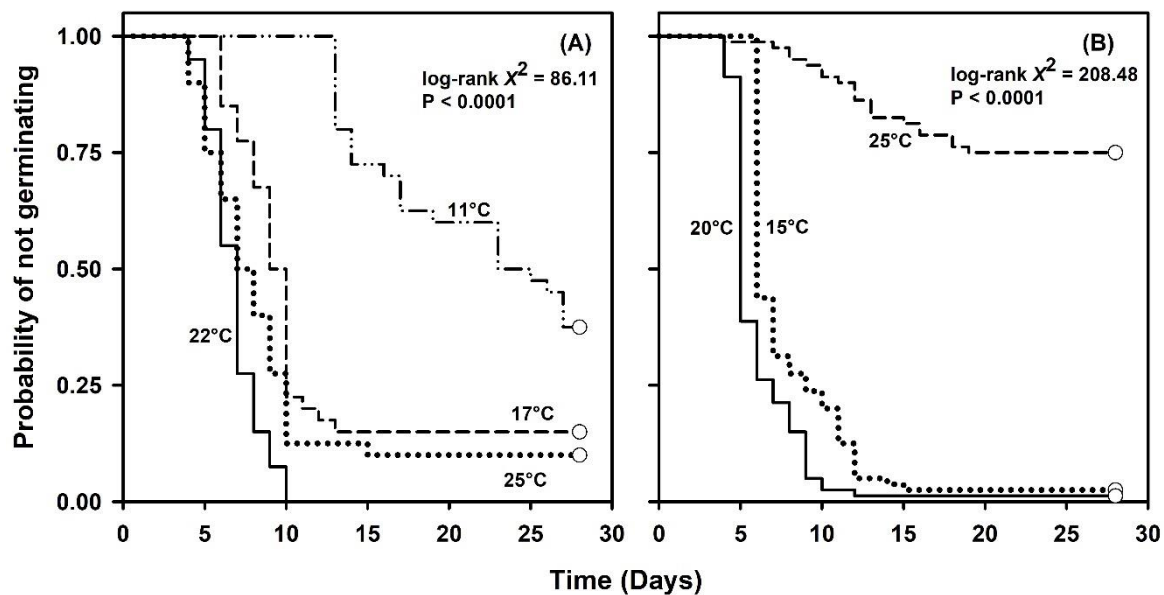 (A)
log-rank X² = 86.11
P < 0.0001
11°C
22°C
17°C
25°C
(B)
log-rank X² = 208.48
P < 0.0001
25°C
20°C
15°C
Probability of not germinating
1.00
0.75
0.50
0.25
0.00
0 5 10 15 20 25 30
0 5 10 15 20 25 30
Time (Days)